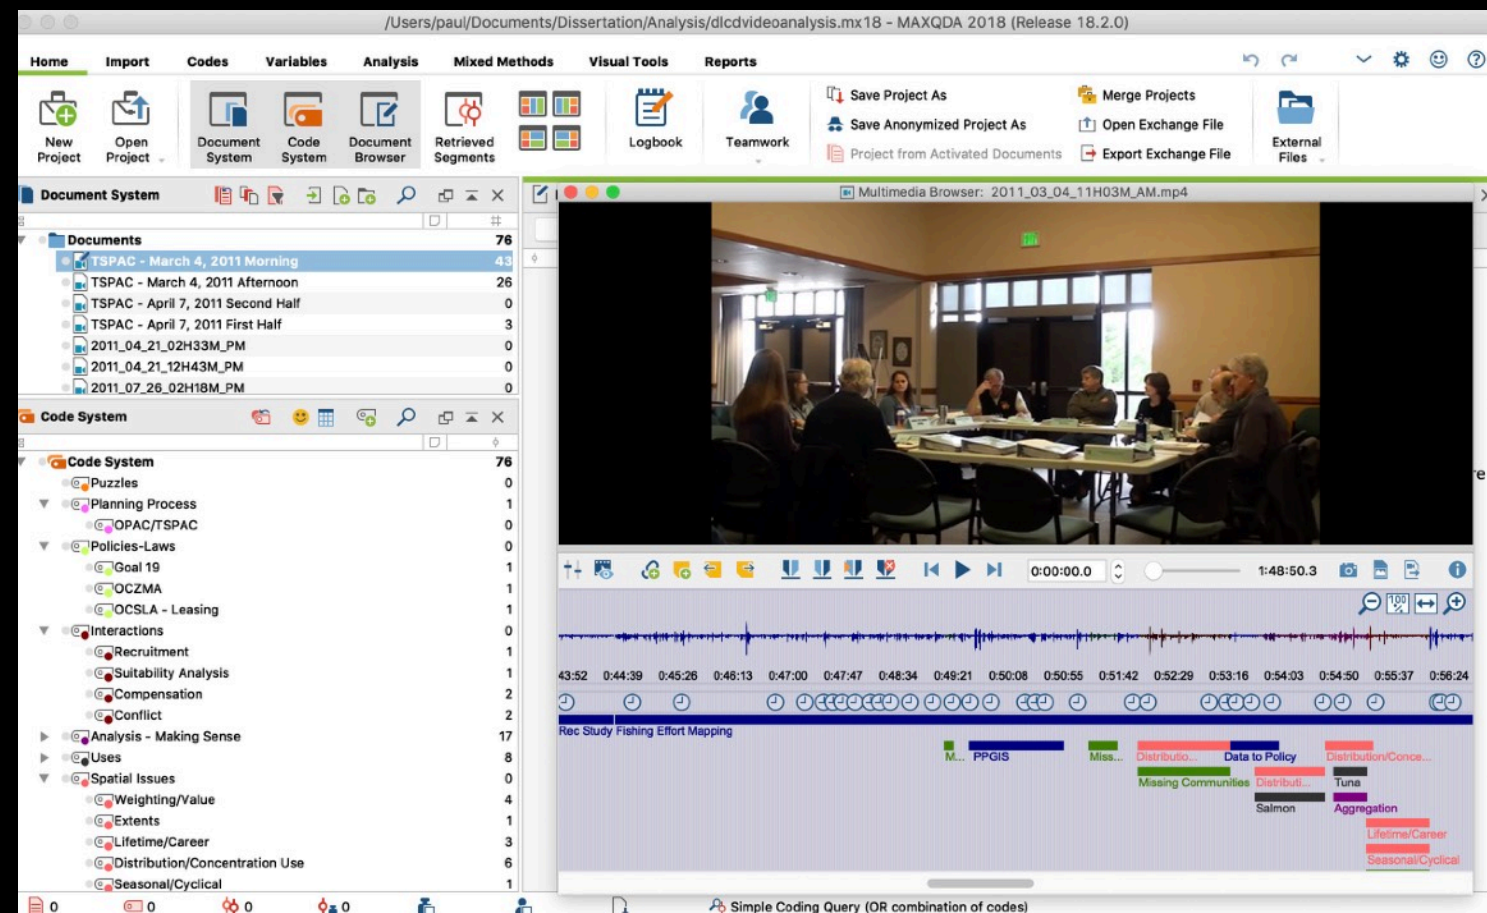 /Users/paul/Documents/Dissertation/Analysis/dlcdvideoanalysis.mx18 - MAXQDA 2018 (Release 18.2.0)
Home Import Codes Variables Analysis Mixed Methods Visual Tools Reports
New Project
Open Project
Document System
Code System
Document Browser
Retrieved Segments
Logbook
Teamwork
Save Project As
Save Anonymized Project As
Project from Activated Documents
Merge Projects
Open Exchange File
Export Exchange File
External Files
Document System
Documents 76
TSPAC - March 4, 2011 Morning 43
TSPAC - March 4, 2011 Afternoon 26
TSPAC - April 7, 2011 Second Half 0
TSPAC - April 7, 2011 First Half 3
2011_04_21_02H33M_PM 0
2011_04_21_12H43M_PM 0
2011_07_26_02H18M_PM 0
Code System
Code System 76
Puzzles 0
Planning Process 1
OPAC/TSPAC 0
Policies-Laws 0
Goal 19 1
OCZMA 1
OCSLA - Leasing 1
Interactions 0
Recruitment 1
Suitability Analysis 1
Compensation 2
Conflict 2
Analysis - Making Sense 17
Uses 8
Spatial Issues 0
Weighting/Value 4
Extents 1
Lifetime/Career 3
Distribution/Concentration Use 6
Seasonal/Cyclical 1
Multimedia Browser: 2011_03_04_11H03M_AM.mp4
0:00:00.0 1:48:50.3
100 %
43:52 0:44:39 0:45:26 0:46:13 0:47:00 0:47:47 0:48:34 0:49:21 0:50:08 0:50:55 0:51:42 0:52:29 0:53:16 0:54:03 0:54:50 0:55:37 0:56:24
Rec Study Fishing Effort Mapping
M... PPGIS Miss... Distributio... Data to Policy Distribution/Conce...
Missing Communities Distributi... Tuna
Salmon Aggregation
Lifetime/Career
Seasonal/Cyclical
0 0 0 0 Simple Coding Query (OR combination of codes)